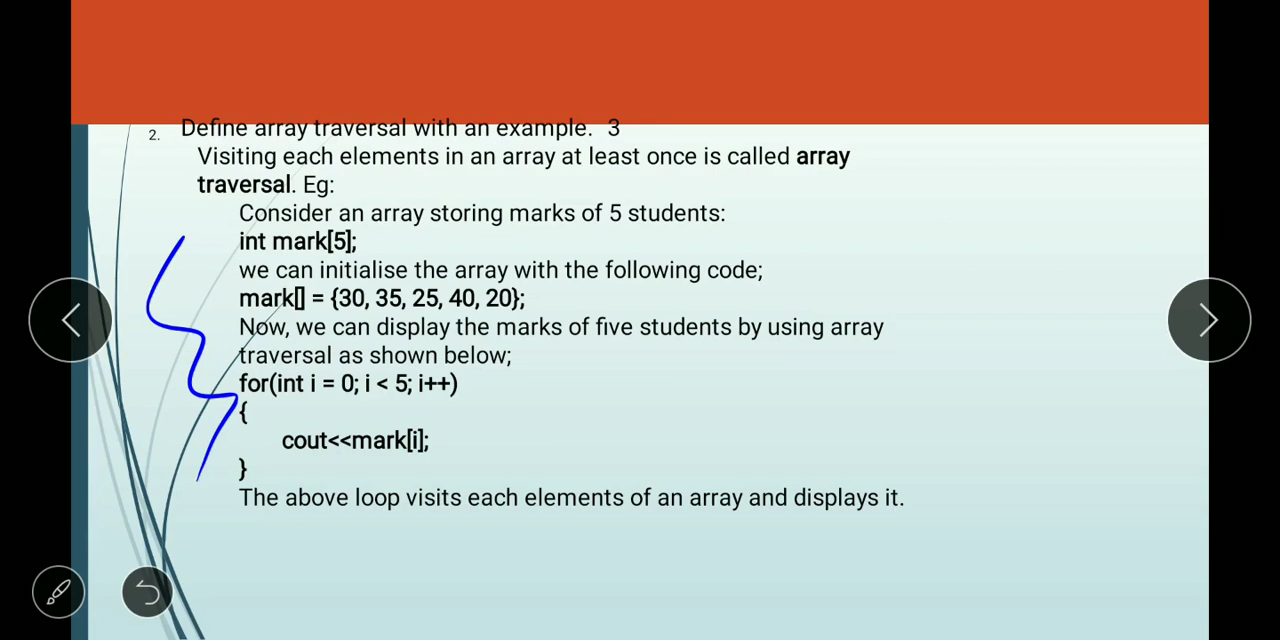 2. Define array traversal with an example. 3
Visiting each elements in an array at least once is called array
traversal. Eg:
Consider an array storing marks of 5 students:
int mark[5];
we can initialise the array with the following code;
mark[] = {30, 35, 25, 40, 20};
Now, we can display the marks of five students by using array
traversal as shown below;
for(int i = 0; i < 5; i++)
{
cout<<mark[i];
}
The above loop visits each elements of an array and displays it.